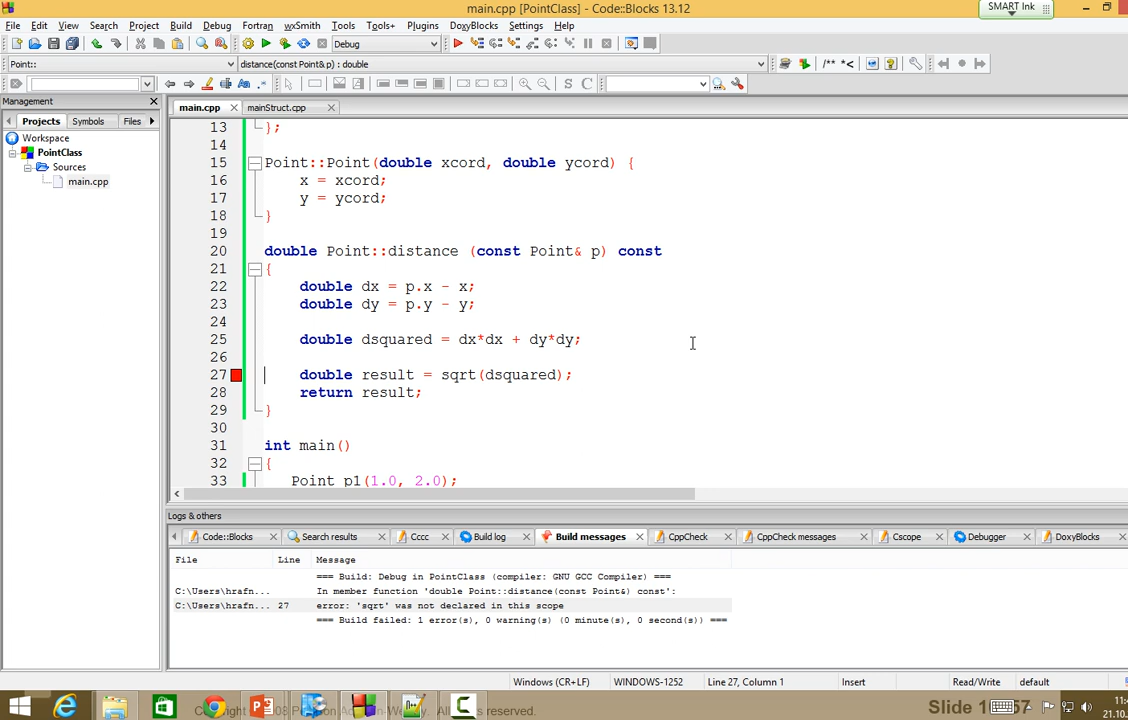 main.cpp [PointClass] - Code::Blocks 13.12
SMART Ink
File Edit View Search Project Build Debug Fortran wxSmith Tools Tools+ Plugins DoxyBlocks Settings Help
Debug
Point:: distance(const Point& p) : double
/** *<
Aa .* S C
Management
main.cpp mainStruct.cpp
Projects Symbols Files
Workspace
PointClass
Sources
main.cpp
13 };
14
15 Point::Point(double xcord, double ycord) {
16 x = xcord;
17 y = ycord;
18 }
19
20 double Point::distance (const Point& p) const
21 {
22 double dx = p.x - x;
23 double dy = p.y - y;
24
25 double dsquared = dx*dx + dy*dy;
26
27 double result = sqrt(dsquared);
28 return result;
29 }
30
31 int main()
32 {
33 Point p1(1.0, 2.0);
Logs & others
Code::Blocks Search results Cccc Build log Build messages CppCheck CppCheck messages Cscope Debugger DoxyBlocks
File Line Message
=== Build: Debug in PointClass (compiler: GNU GCC Compiler) ===
C:\Users\hrafn... In member function 'double Point::distance(const Point&) const':
C:\Users\hrafn... 27 error: 'sqrt' was not declared in this scope
=== Build failed: 1 error(s), 0 warning(s) (0 minute(s), 0 second(s)) ===
Windows (CR+LF) WINDOWS-1252 Line 27, Column 1 Insert Read/Write default